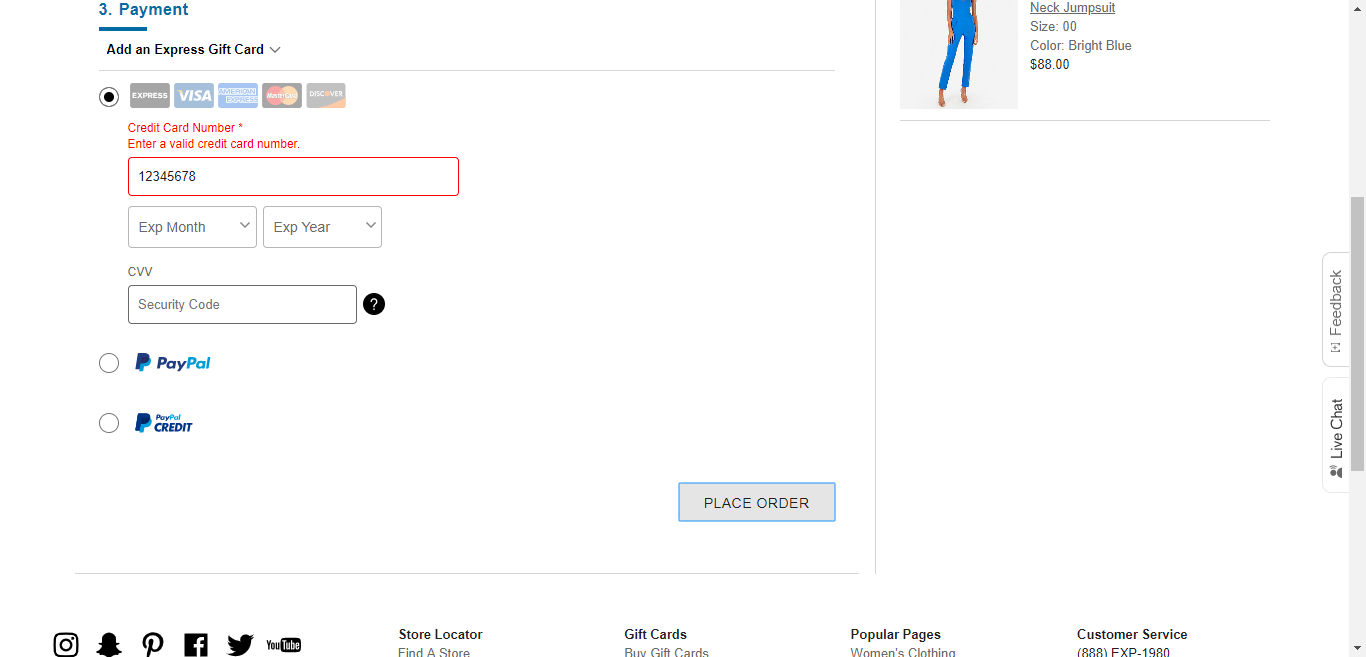 3. Payment
Add an Express Gift Card
EXPRESS VISA AMERICAN EXPRESS MasterCard DISCOVER
Credit Card Number *
Enter a valid credit card number.
12345678
Exp Month Exp Year
CVV
Security Code ?
PayPal
PayPal CREDIT
PLACE ORDER
Neck Jumpsuit
Size: 00
Color: Bright Blue
$88.00
Feedback
Live Chat
YouTube
Store Locator
Find A Store
Gift Cards
Buy Gift Cards
Popular Pages
Women's Clothing
Customer Service
(888) EXP-1980